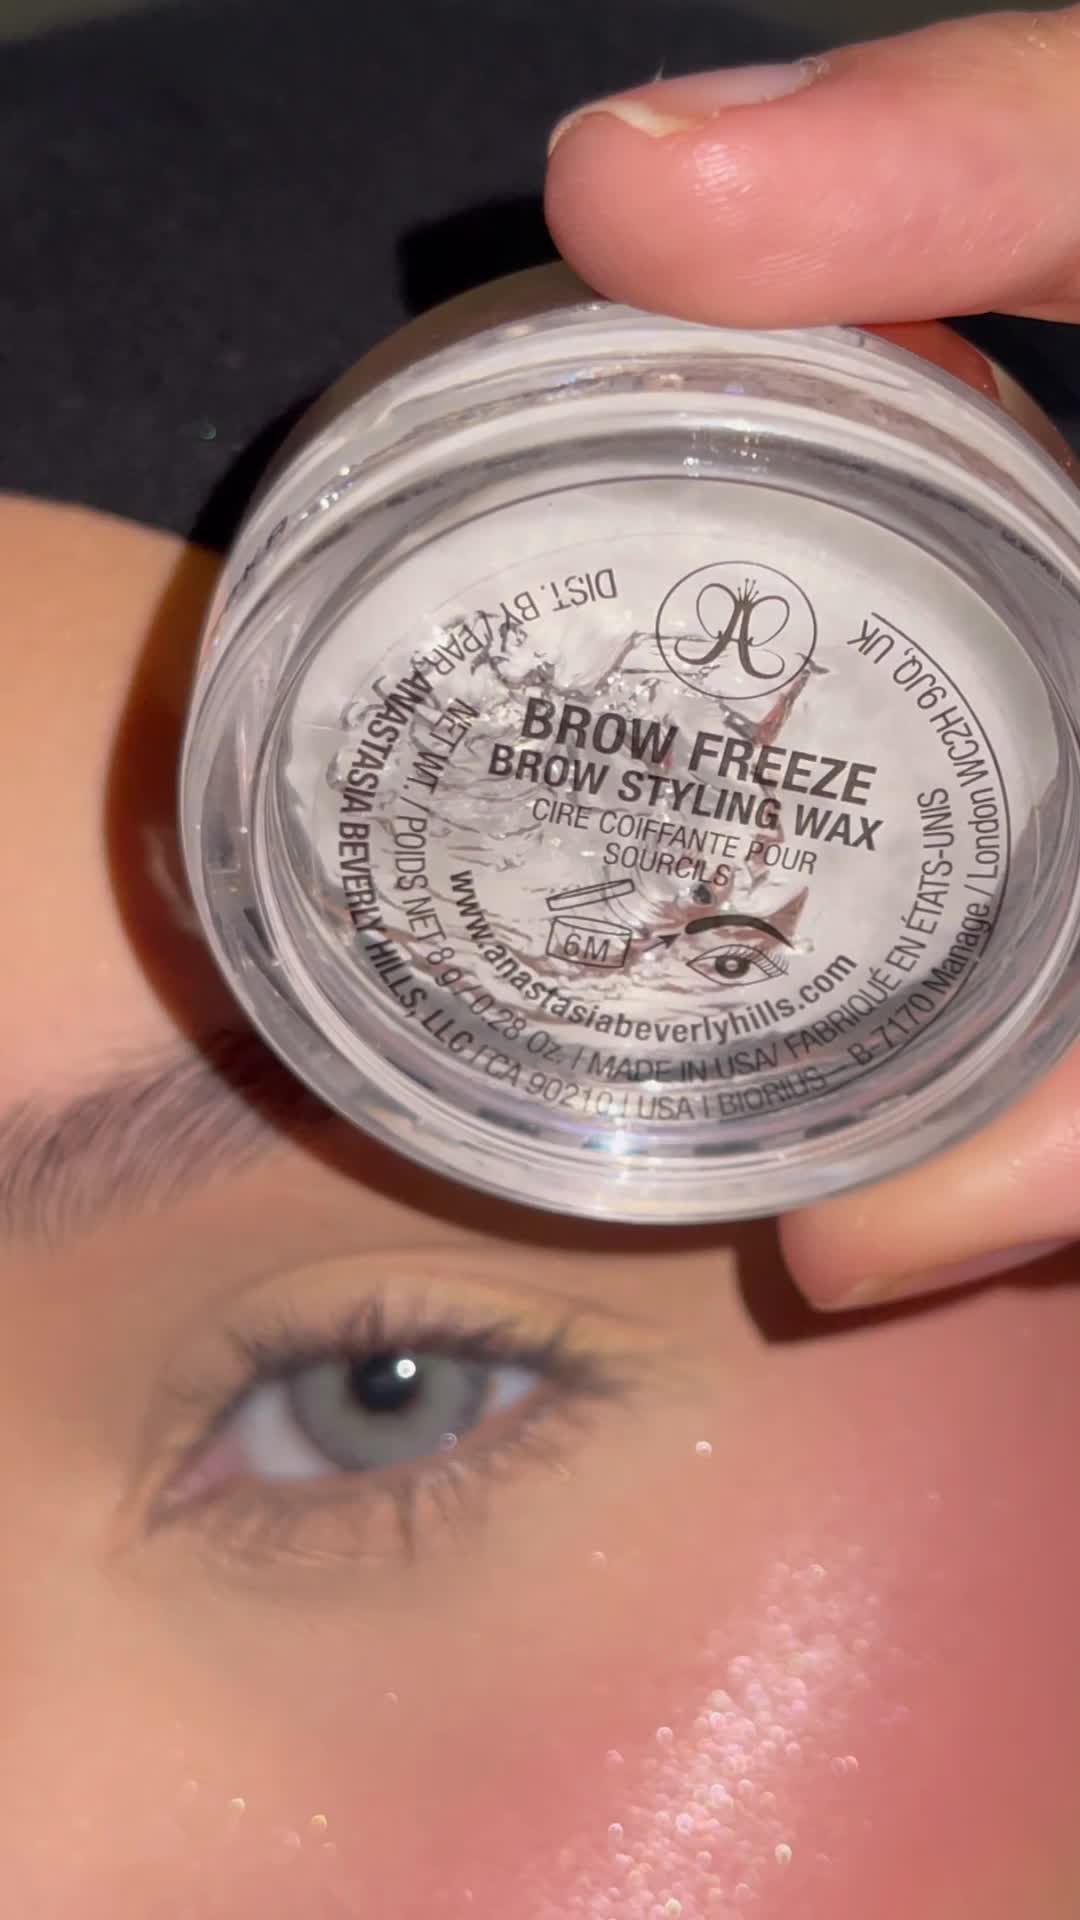 A
BROW FREEZE
BROW STYLING WAX
CIRE COIFFANTE POUR
SOURCILS
6M
www.anastasiabeverlyhills.com
NET WT. / POIDS NET 8 g / 0.28 Oz. | MADE IN USA/ FABRIQUÉ EN ÉTATS-UNIS
DIST. BY / PAR ANASTASIA BEVERLY HILLS, LLC CA 90210 | USA | BIORIUS - B-7170 Manage / London WC2H 9JQ, UK